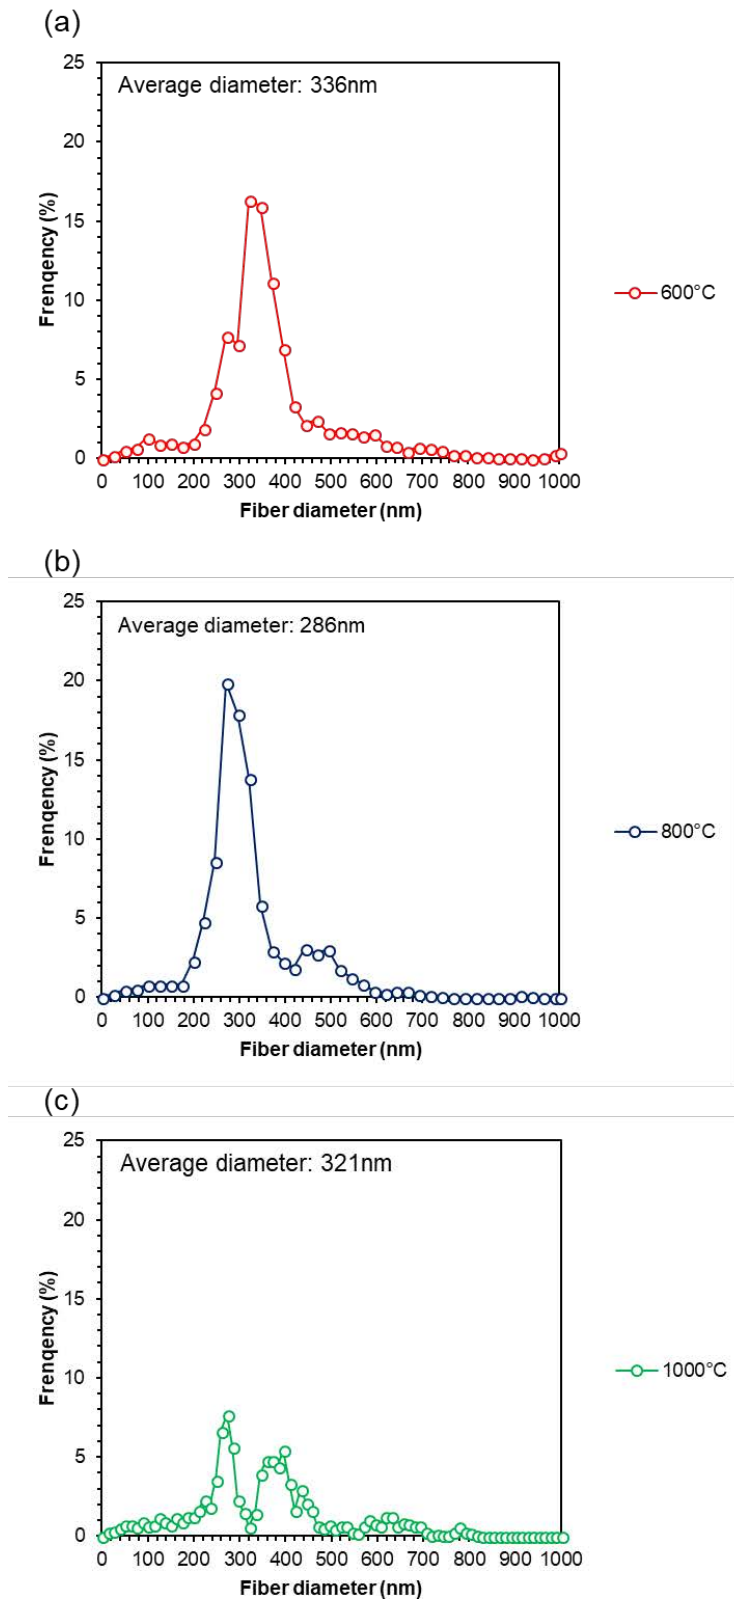 (a)
25
20
15
10
5
0
Frenqency (%)
Average diameter: 336nm
600°C
0 100 200 300 400 500 600 700 800 900 1000
Fiber diameter (nm)
(b)
25
20
15
10
5
0
Frenqency (%)
Average diameter: 286nm
800°C
0 100 200 300 400 500 600 700 800 900 1000
Fiber diameter (nm)
(c)
25
20
15
10
5
0
Frenqency (%)
Average diameter: 321nm
1000°C
0 100 200 300 400 500 600 700 800 900 1000
Fiber diameter (nm)